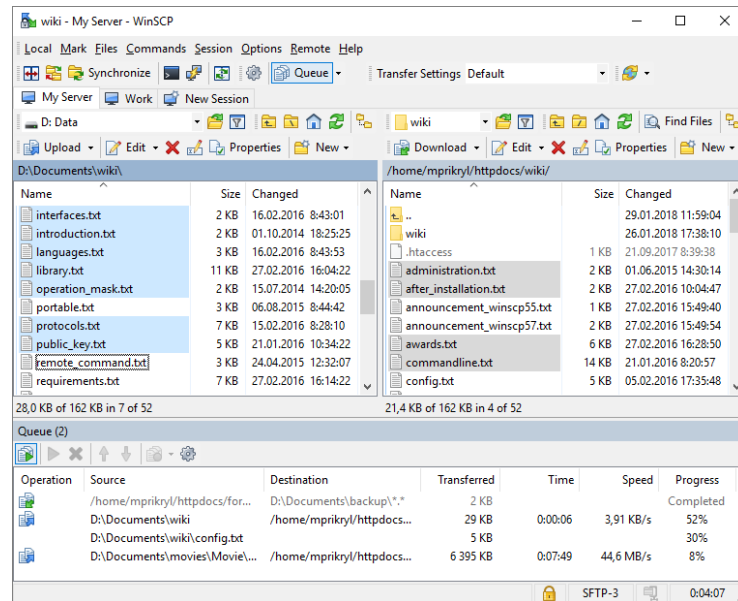 wiki - My Server - WinSCP
Local Mark Files Commands Session Options Remote Help
Synchronize Queue Transfer Settings Default
My Server Work New Session
D: Data wiki Find Files
Upload Edit Properties New Download Edit Properties New
D:\Documents\wiki\ /home/mprikryl/httpdocs/wiki/
Name Size Changed Name Size Changed
interfaces.txt 2 KB 16.02.2016 8:43:01 .. 29.01.2018 11:59:04
introduction.txt 2 KB 01.10.2014 18:25:25 wiki 26.01.2018 17:38:10
languages.txt 3 KB 16.02.2016 8:43:53 .htaccess 1 KB 21.09.2017 8:39:38
library.txt 11 KB 27.02.2016 16:04:22 administration.txt 2 KB 01.06.2015 14:30:14
operation_mask.txt 2 KB 15.07.2014 14:20:05 after_installation.txt 2 KB 27.02.2016 10:04:47
portable.txt 3 KB 06.08.2015 8:44:42 announcement_winscp55.txt 1 KB 27.02.2016 15:49:40
protocols.txt 7 KB 15.02.2016 8:28:10 announcement_winscp57.txt 2 KB 27.02.2016 15:49:54
public_key.txt 5 KB 21.01.2016 10:34:22 awards.txt 6 KB 27.02.2016 16:28:50
remote_command.txt 3 KB 24.04.2015 12:32:07 commandline.txt 14 KB 21.01.2016 8:20:57
requirements.txt 7 KB 27.02.2016 16:14:22 config.txt 5 KB 05.02.2016 17:35:48
28,0 KB of 162 KB in 7 of 52 21,4 KB of 162 KB in 4 of 52
Queue (2)
Operation Source Destination Transferred Time Speed Progress
/home/mprikryl/httpdocs/for... D:\Documents\backup\*.* 2 KB Completed
D:\Documents\wiki /home/mprikryl/httpdocs... 29 KB 0:00:06 3,91 KB/s 52%
D:\Documents\wiki\config.txt 5 KB 30%
D:\Documents\movies\Movie\... /home/mprikryl/httpdocs... 6 395 KB 0:07:49 44,6 MB/s 8%
SFTP-3 0:04:07